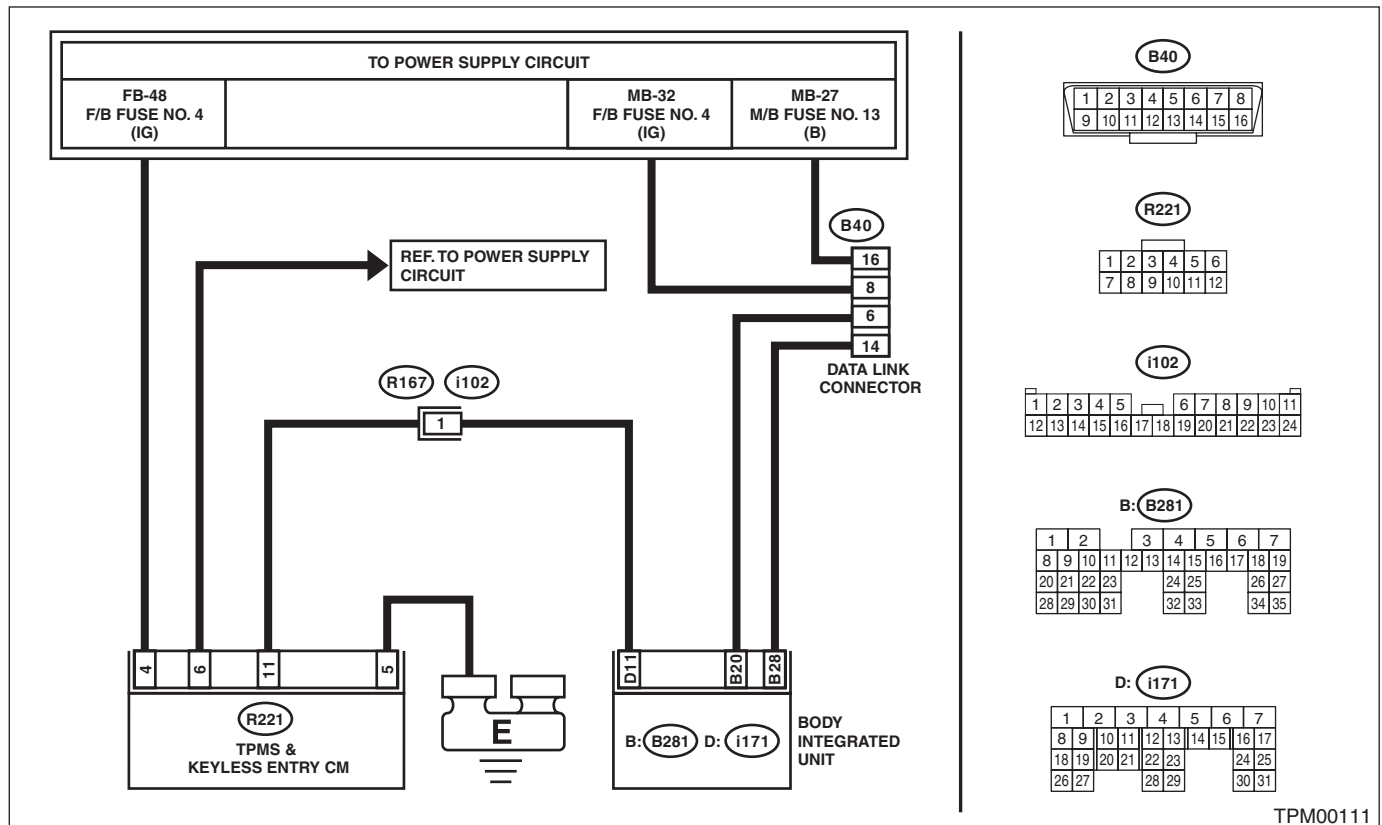 TO POWER SUPPLY CIRCUIT
FB-48
F/B FUSE NO. 4
(IG)
MB-32
F/B FUSE NO. 4
(IG)
MB-27
M/B FUSE NO. 13
(B)
REF. TO POWER SUPPLY
CIRCUIT
B40
16
8
6
14
DATA LINK
CONNECTOR
R167
i102
1
4
6
11
5
R221
TPMS &
KEYLESS ENTRY CM
E
D11
B20
B28
B: B281 D: i171
BODY
INTEGRATED
UNIT
B40
1 2 3 4 5 6 7 8
9 10 11 12 13 14 15 16
R221
1 2 3 4 5 6
7 8 9 10 11 12
i102
1 2 3 4 5 6 7 8 9 10 11
12 13 14 15 16 17 18 19 20 21 22 23 24
B: B281
1 2 3 4 5 6 7
8 9 10 11 12 13 14 15 16 17 18 19
20 21 22 23 24 25 26 27
28 29 30 31 32 33 34 35
D: i171
1 2 3 4 5 6 7
8 9 10 11 12 13 14 15 16 17
18 19 20 21 22 23 24 25
26 27 28 29 30 31
TPM00111